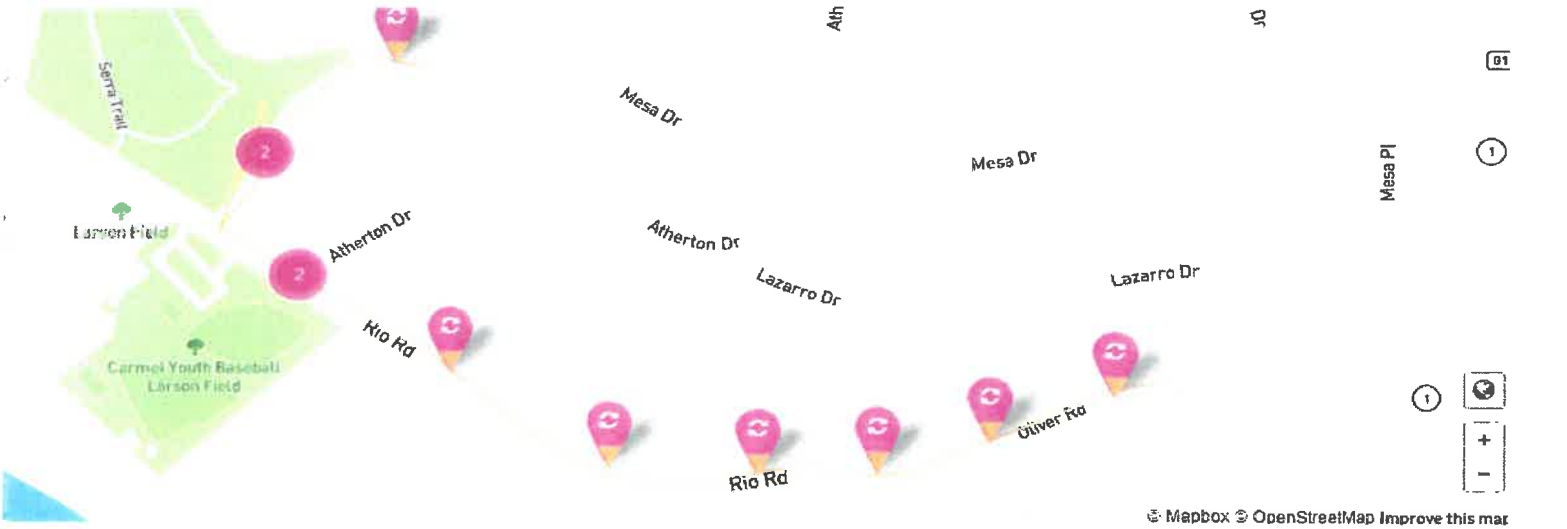 Ath
Serra Trail
Mesa Dr
Mesa Dr
Mesa Pl
1
2
Larson Field
Atherton Dr
Atherton Dr
Lazarro Dr
Lazarro Dr
2
Rio Rd
Carmel Youth Baseball
Larson Field
Oliver Rd
1
Rio Rd
+
−
© Mapbox © OpenStreetMap Improve this map